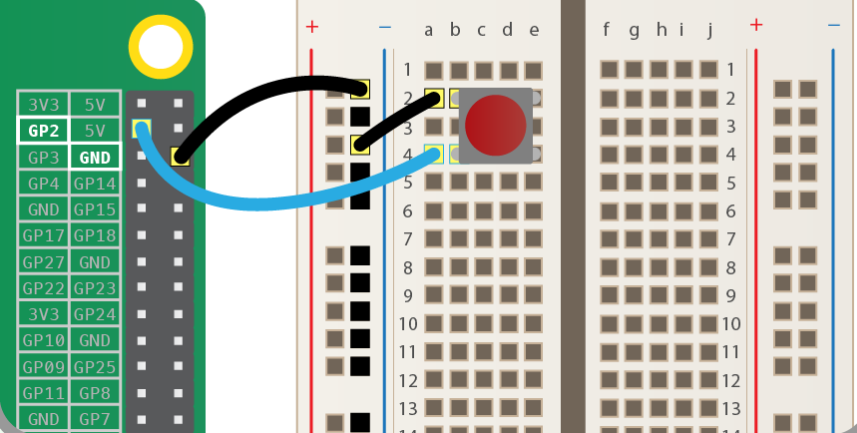 + − a b c d e f g h i j + −
1 1
3V3 5V 2 2
GP2 5V 3 3
GP3 GND 4 4
GP4 GP14 5 5
GND GP15 6 6
GP17 GP18 7 7
GP27 GND 8 8
GP22 GP23 9 9
3V3 GP24 10 10
GP10 GND 11 11
GP09 GP25 12 12
GP11 GP8 13 13
GND GP7